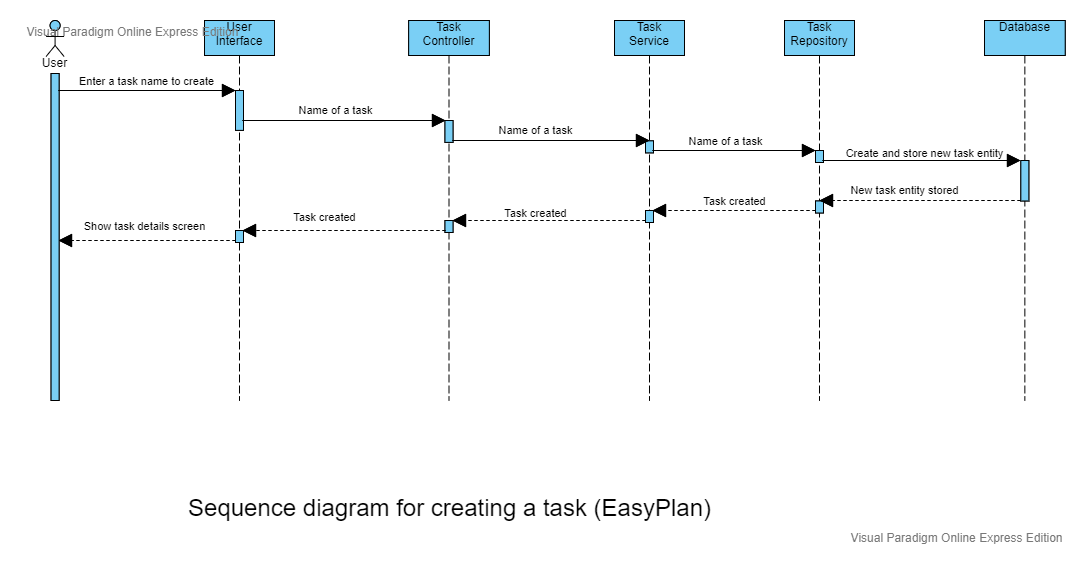 Visual Paradigm Online Express Edition
User
Interface
Task
Controller
Task
Service
Task
Repository
Database
User
Enter a task name to create
Name of a task
Name of a task
Name of a task
Create and store new task entity
New task entity stored
Task created
Task created
Task created
Show task details screen
Sequence diagram for creating a task (EasyPlan)
Visual Paradigm Online Express Edition